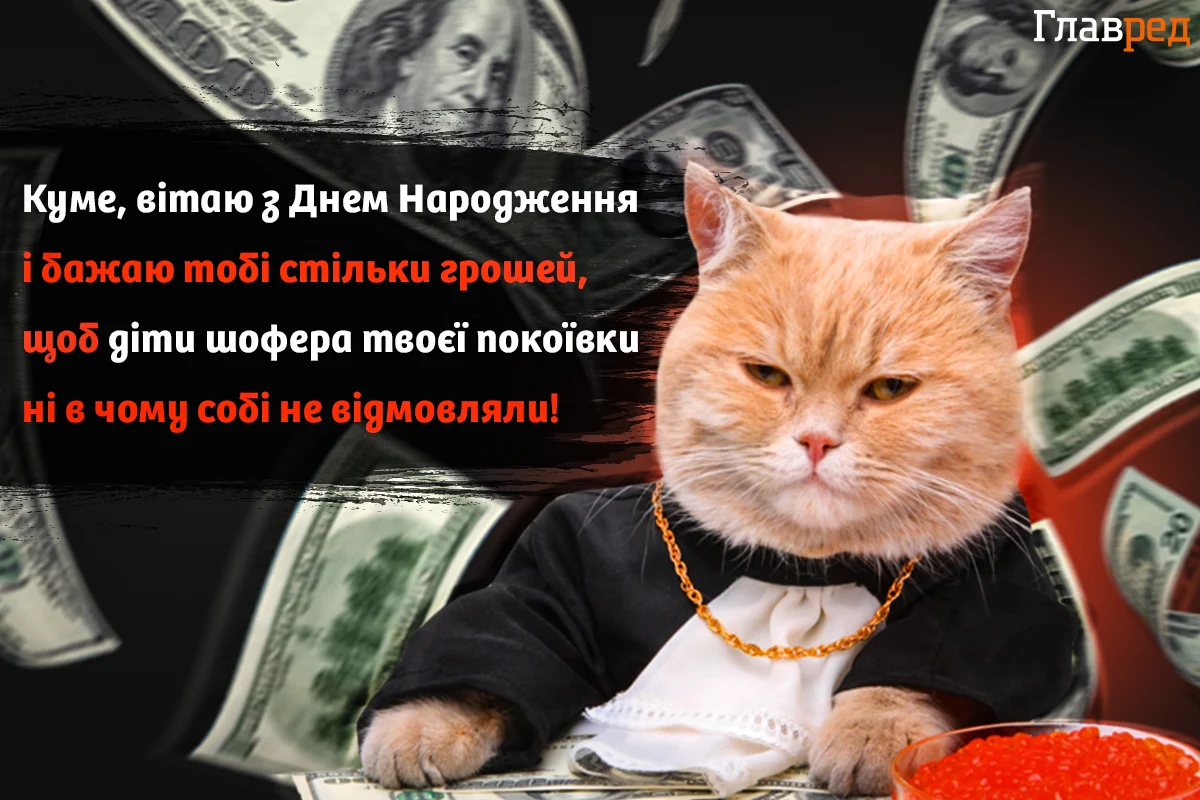 Главред
Куме, вітаю з Днем Народження
і бажаю тобі стільки грошей,
щоб діти шофера твоєї покоївки
ні в чому собі не відмовляли!
100